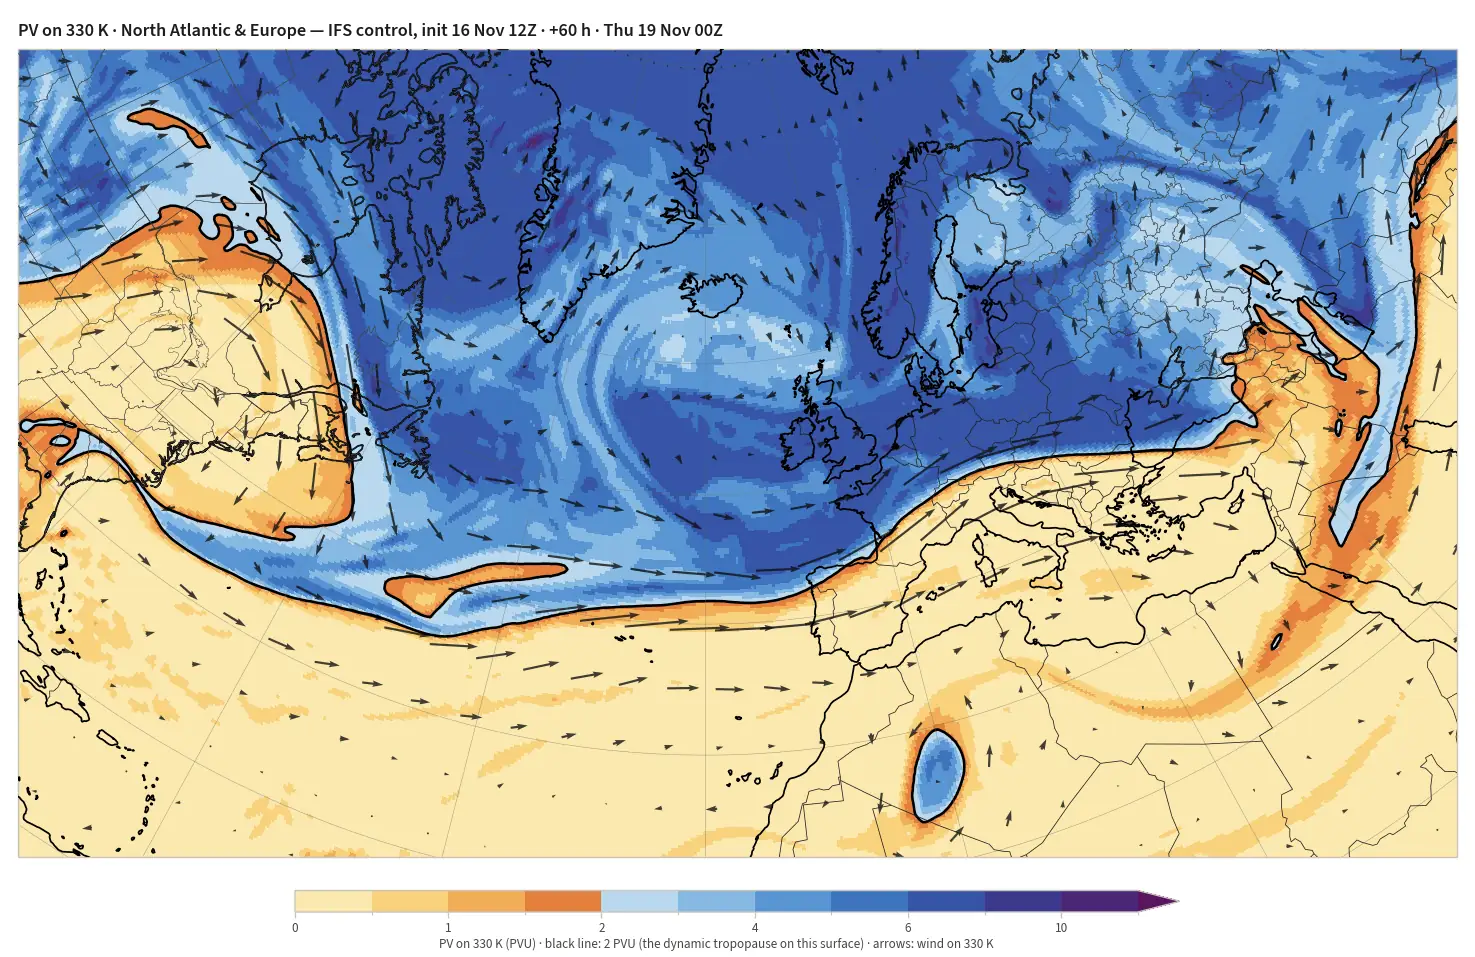 PV on 330 K · North Atlantic & Europe — IFS control, init 16 Nov 12Z · +60 h · Thu 19 Nov 00Z
0 1 2 4 6 10
PV on 330 K (PVU) · black line: 2 PVU (the dynamic tropopause on this surface) · arrows: wind on 330 K